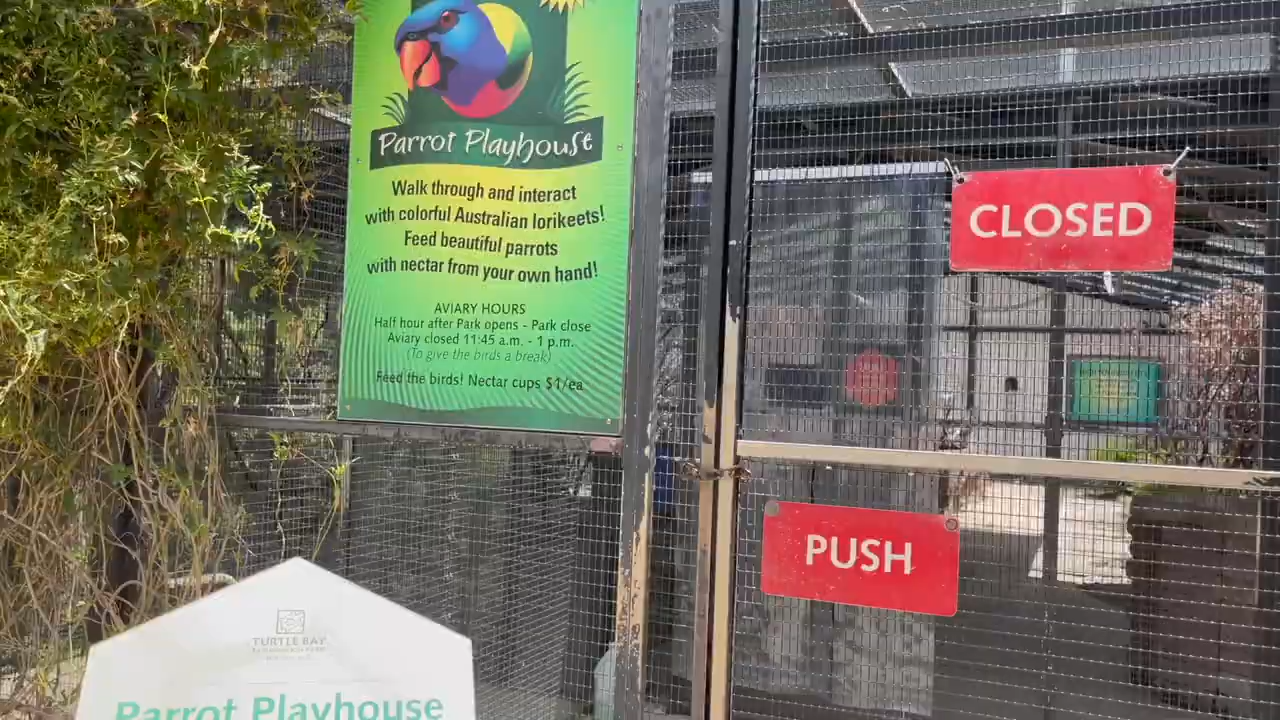 Parrot Playhouse
Walk through and interact
with colorful Australian lorikeets!
Feed beautiful parrots
with nectar from your own hand!
AVIARY HOURS
Half hour after Park opens - Park close
Aviary closed 11:45 a.m. - 1 p.m.
(To give the birds a break)
Feed the birds! Nectar cups $1/ea
CLOSED
PUSH
TURTLE BAY
Parrot Playhouse